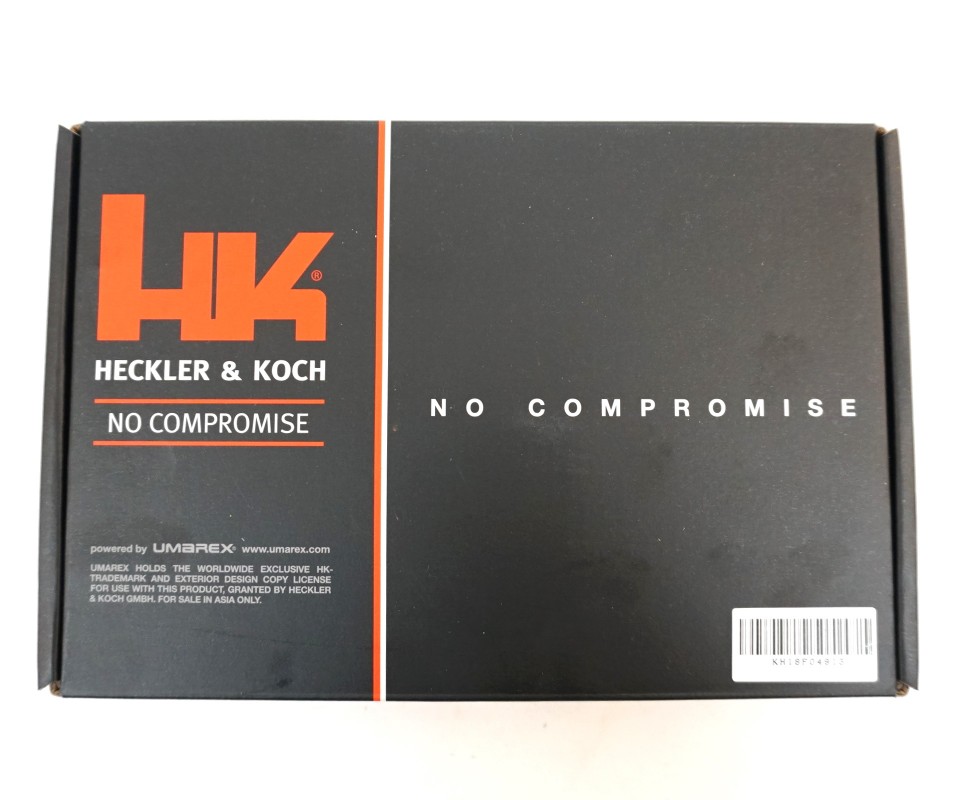 HK®
HECKLER & KOCH
NO COMPROMISE
NO COMPROMISE
powered by UMAREX® www.umarex.com
UMAREX HOLDS THE WORLDWIDE EXCLUSIVE HK-
TRADEMARK AND EXTERIOR DESIGN COPY LICENSE
FOR USE WITH THIS PRODUCT, GRANTED BY HECKLER
& KOCH GMBH. FOR SALE IN ASIA ONLY.